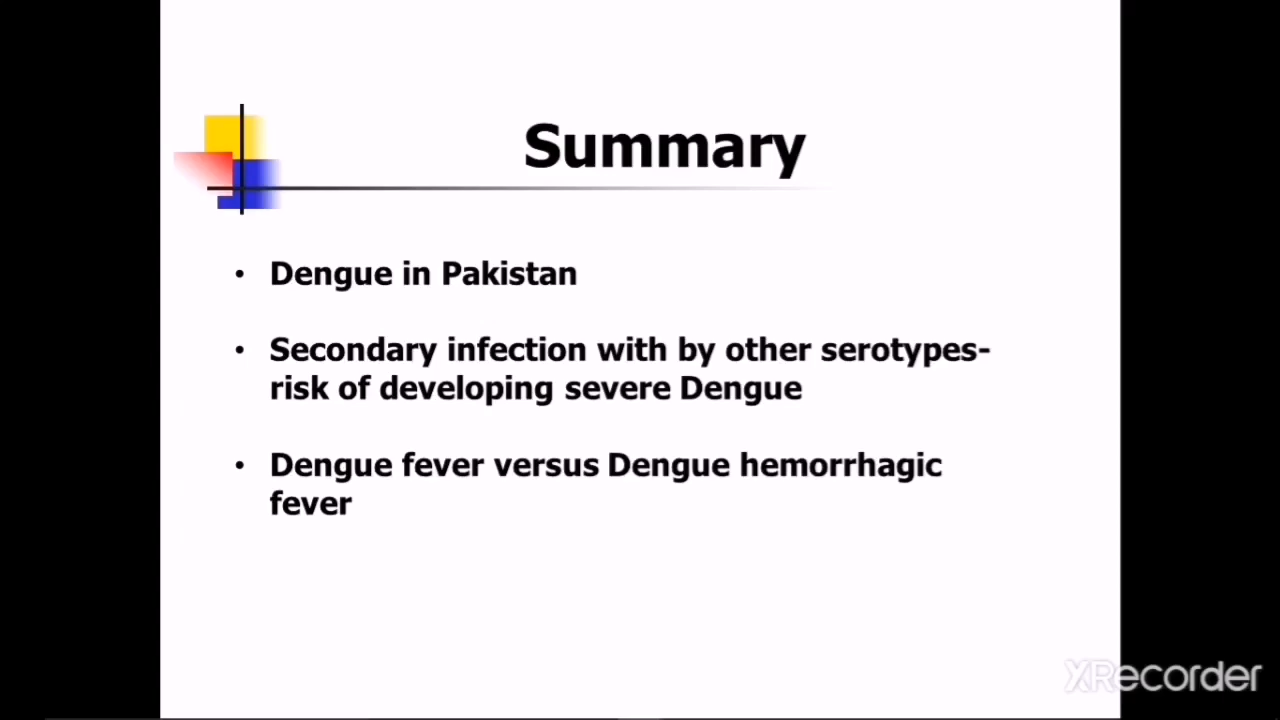 Summary
• Dengue in Pakistan
• Secondary infection with by other serotypes-
risk of developing severe Dengue
• Dengue fever versus Dengue hemorrhagic
fever
XRecorder